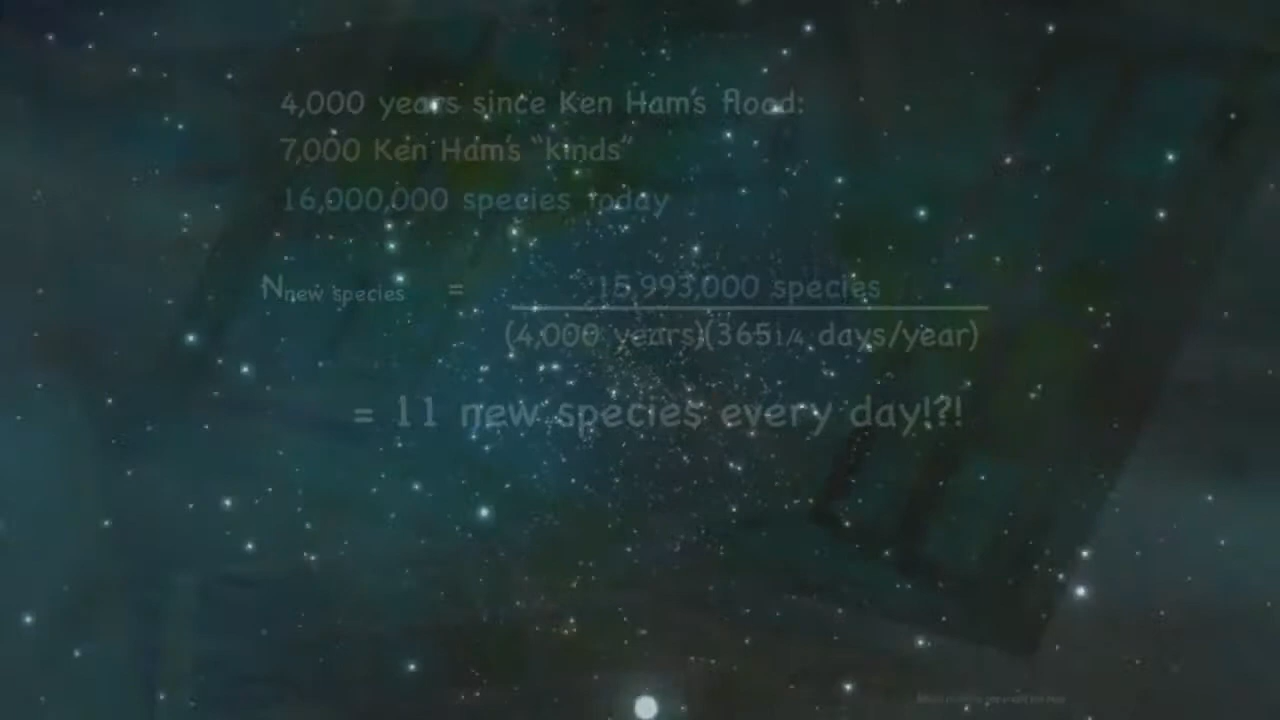 4,000 years since Ken Ham's flood:
7,000 Ken Ham's "kinds"
16,000,000 species today
Nnew species = 15,993,000 species
(4,000 years)(365 1/4 days/year)
= 11 new species every day!?!